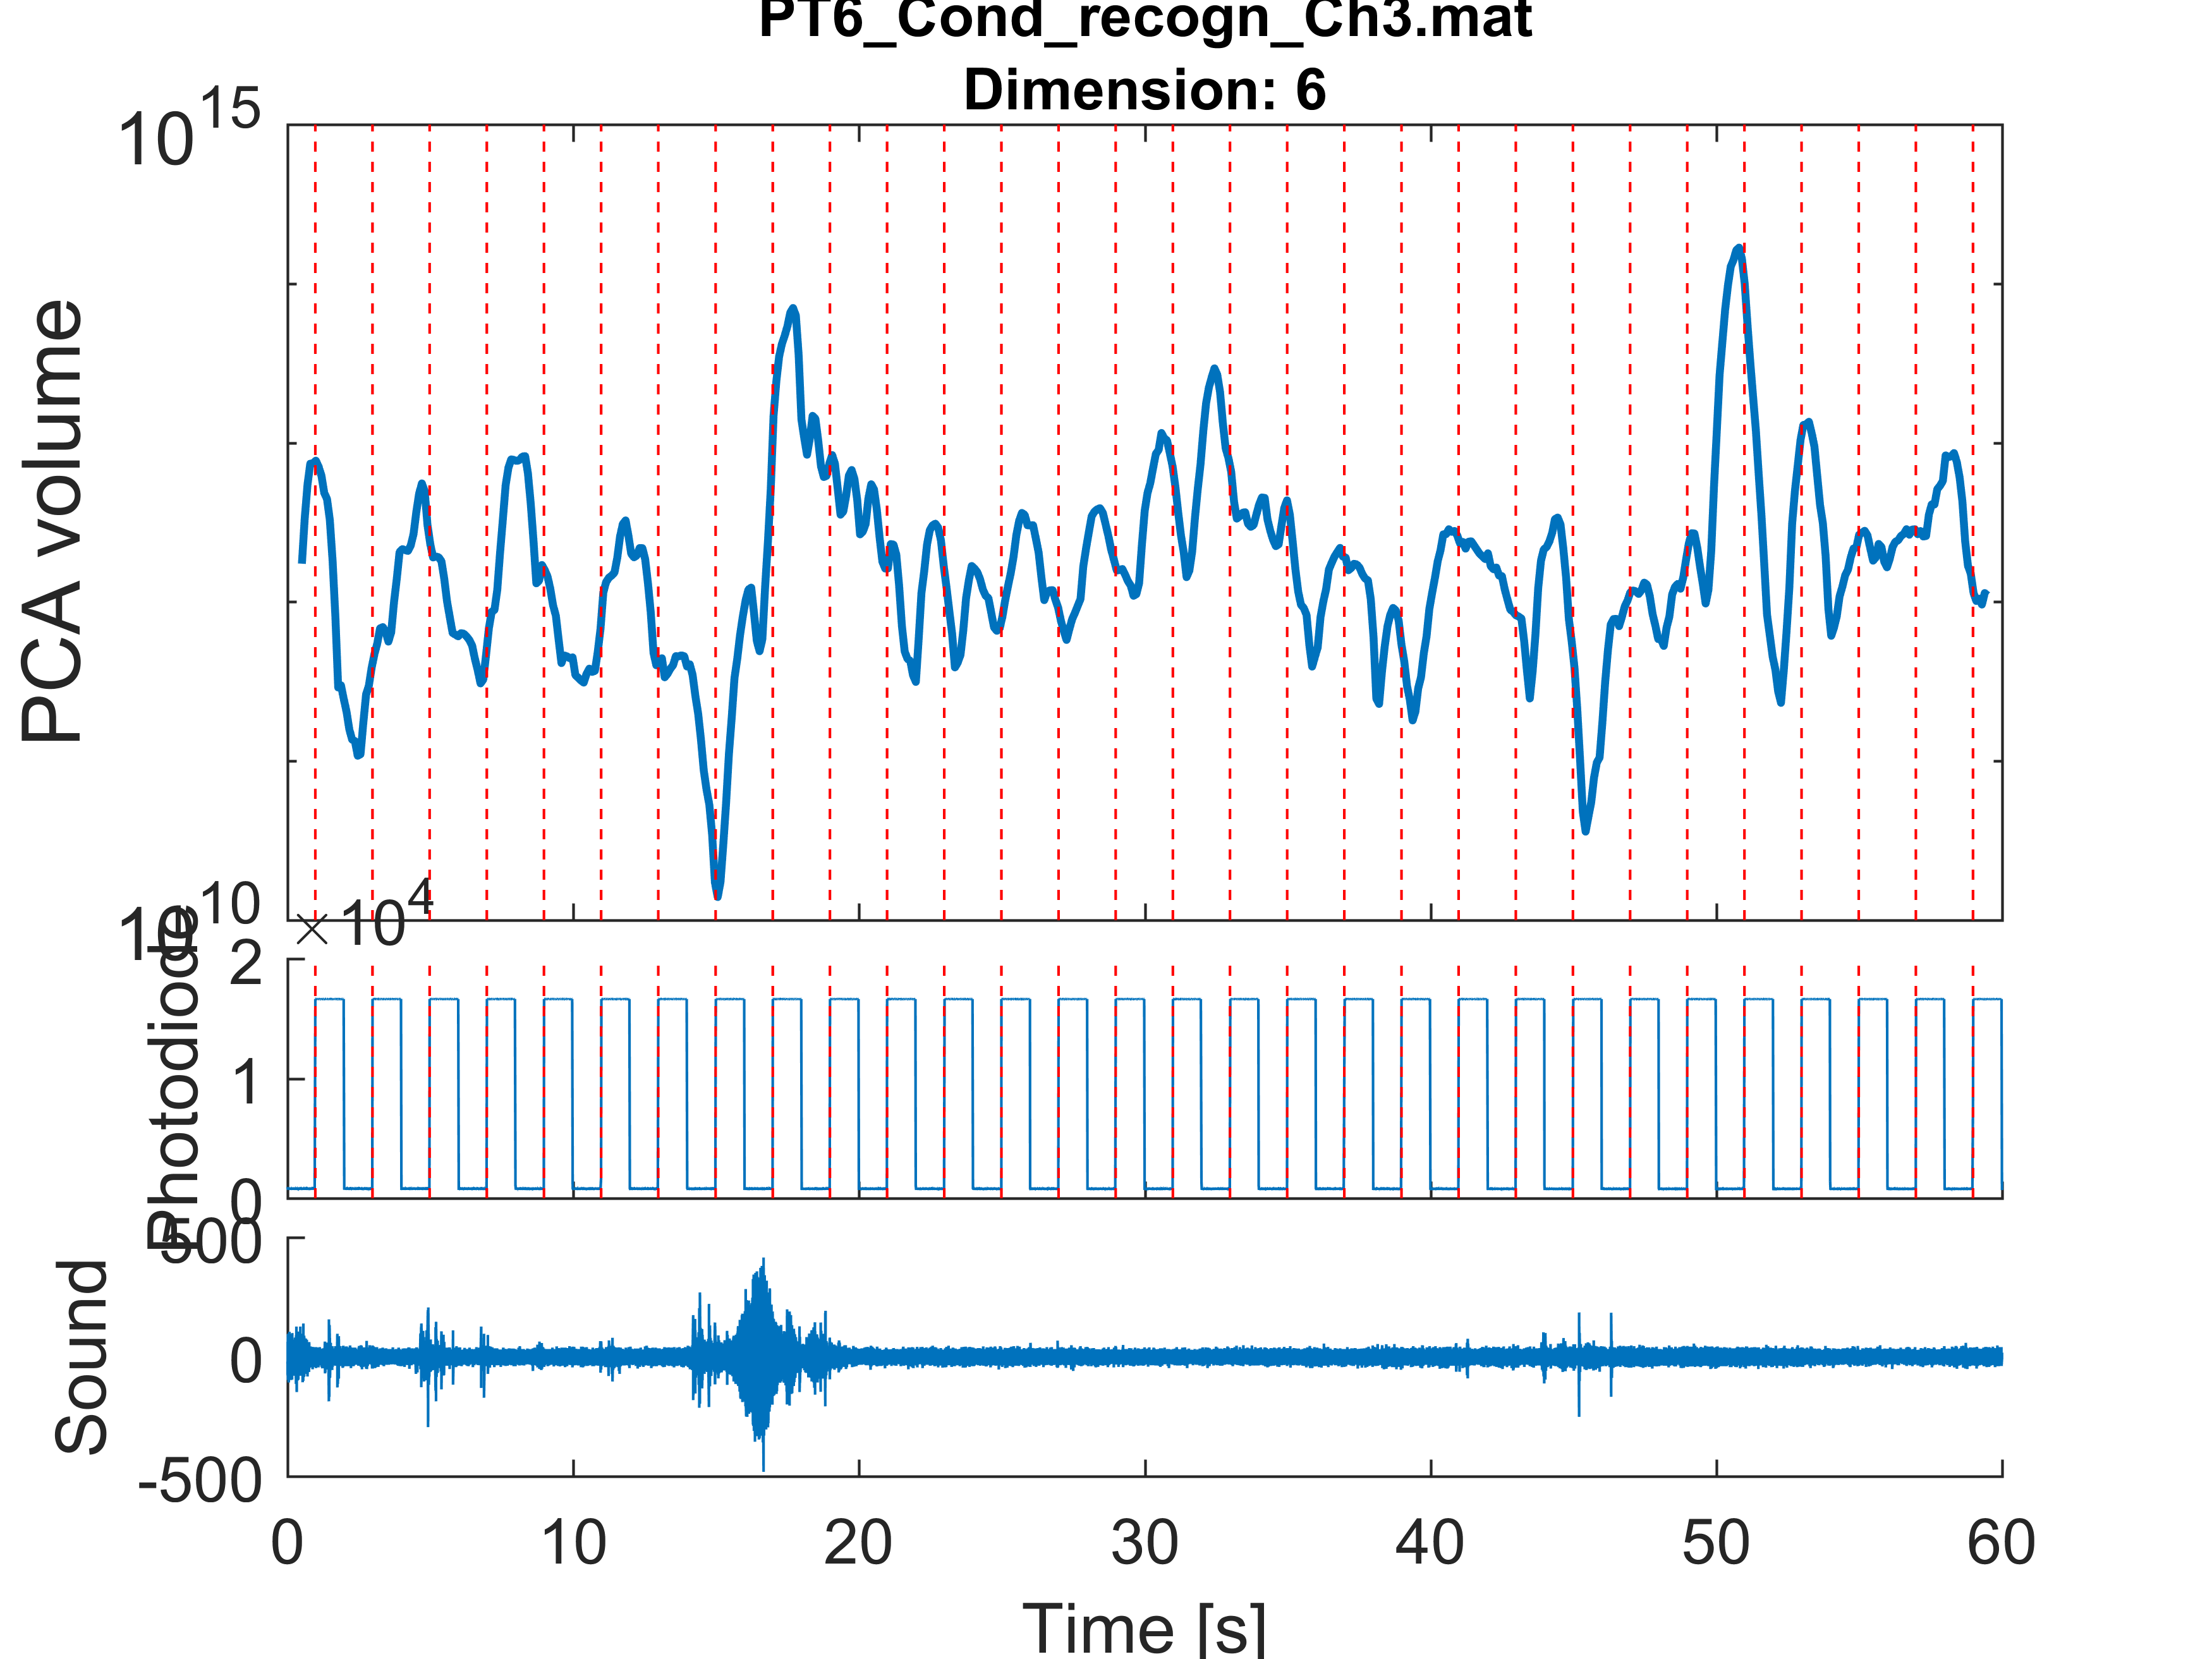 PT6_Cond_recogn_Ch3.mat
Dimension: 6
10^15
PCA volume
10^10
×10^4
2
1
0
Photodiode
500
0
-500
Sound
0 10 20 30 40 50 60
Time [s]